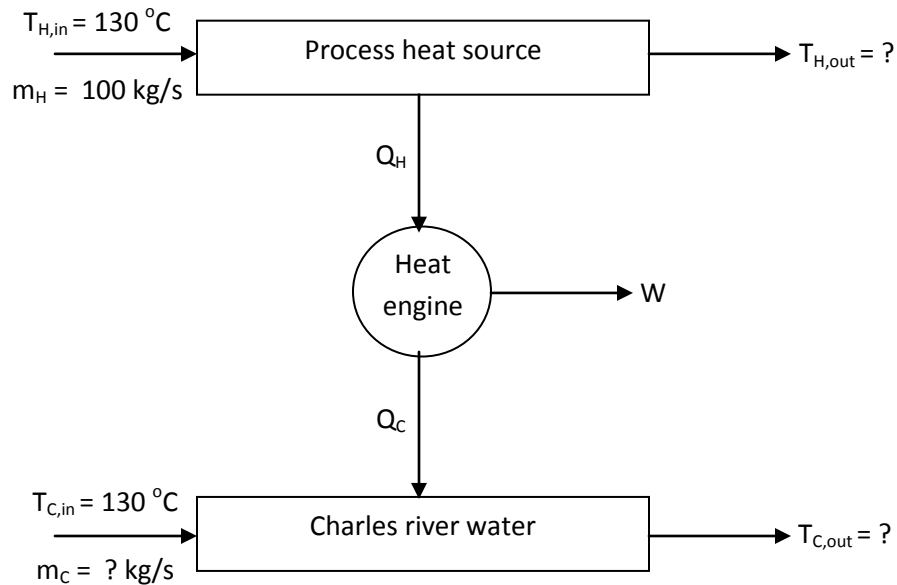 T_H,in = 130 °C
Process heat source
T_H,out = ?
m_H = 100 kg/s
Q_H
Heat
engine
W
Q_C
T_C,in = 130 °C
Charles river water
T_C,out = ?
m_C = ? kg/s